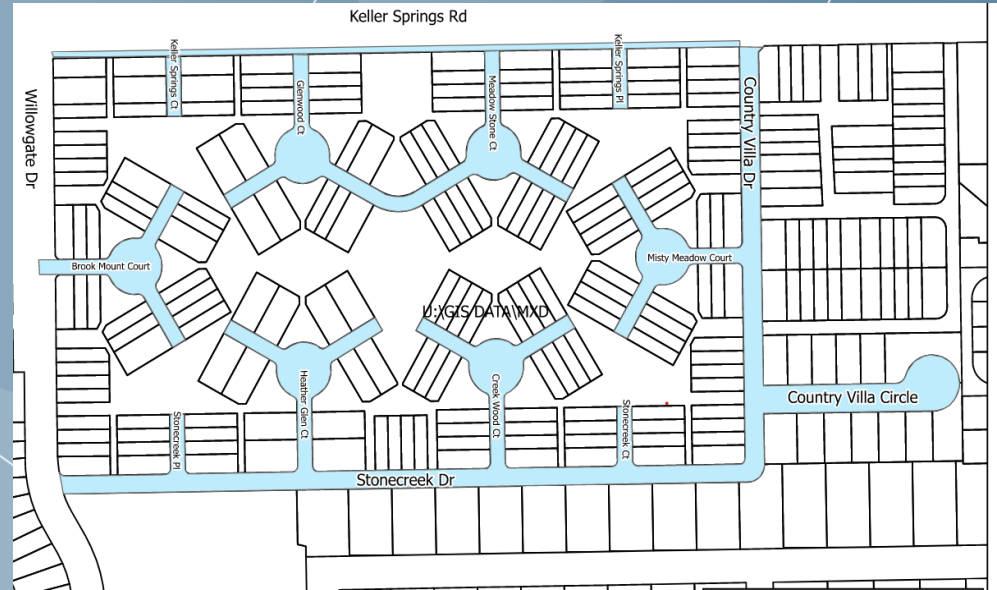 Keller Springs Rd
Keller Springs Ct
Glenwood Ct
Meadow Stone Ct
Keller Springs Pl
Country Villa Dr
Willowgate Dr
Brook Mount Court
Misty Meadow Court
U:\GIS DATA\MXD
Heather Glen Ct
Creek Wood Ct
Country Villa Circle
Stonecreek Pl
Stonecreek Ct
Stonecreek Dr